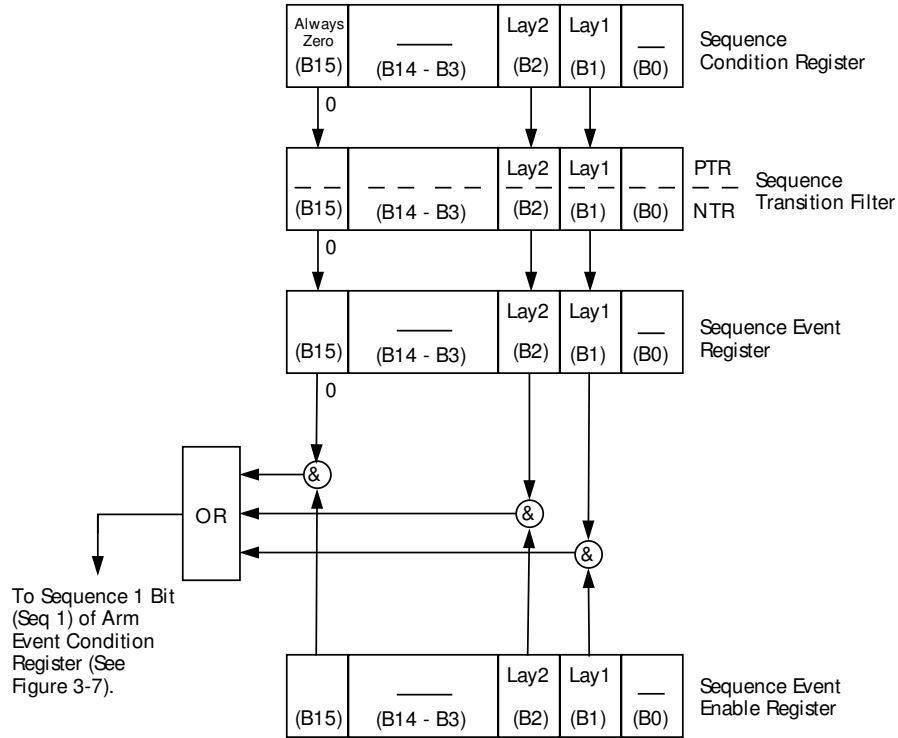 Always
Zero
(B15)
(B14 - B3)
Lay2
(B2)
Lay1
(B1)
(B0)
Sequence
Condition Register
0
(B15)
(B14 - B3)
Lay2
(B2)
Lay1
(B1)
(B0)
PTR
NTR
Sequence
Transition Filter
0
(B15)
(B14 - B3)
Lay2
(B2)
Lay1
(B1)
(B0)
Sequence Event
Register
0
&
OR
&
&
To Sequence 1 Bit
(Seq 1) of Arm
Event Condition
Register (See
Figure 3-7).
(B15)
(B14 - B3)
Lay2
(B2)
Lay1
(B1)
(B0)
Sequence Event
Enable Register